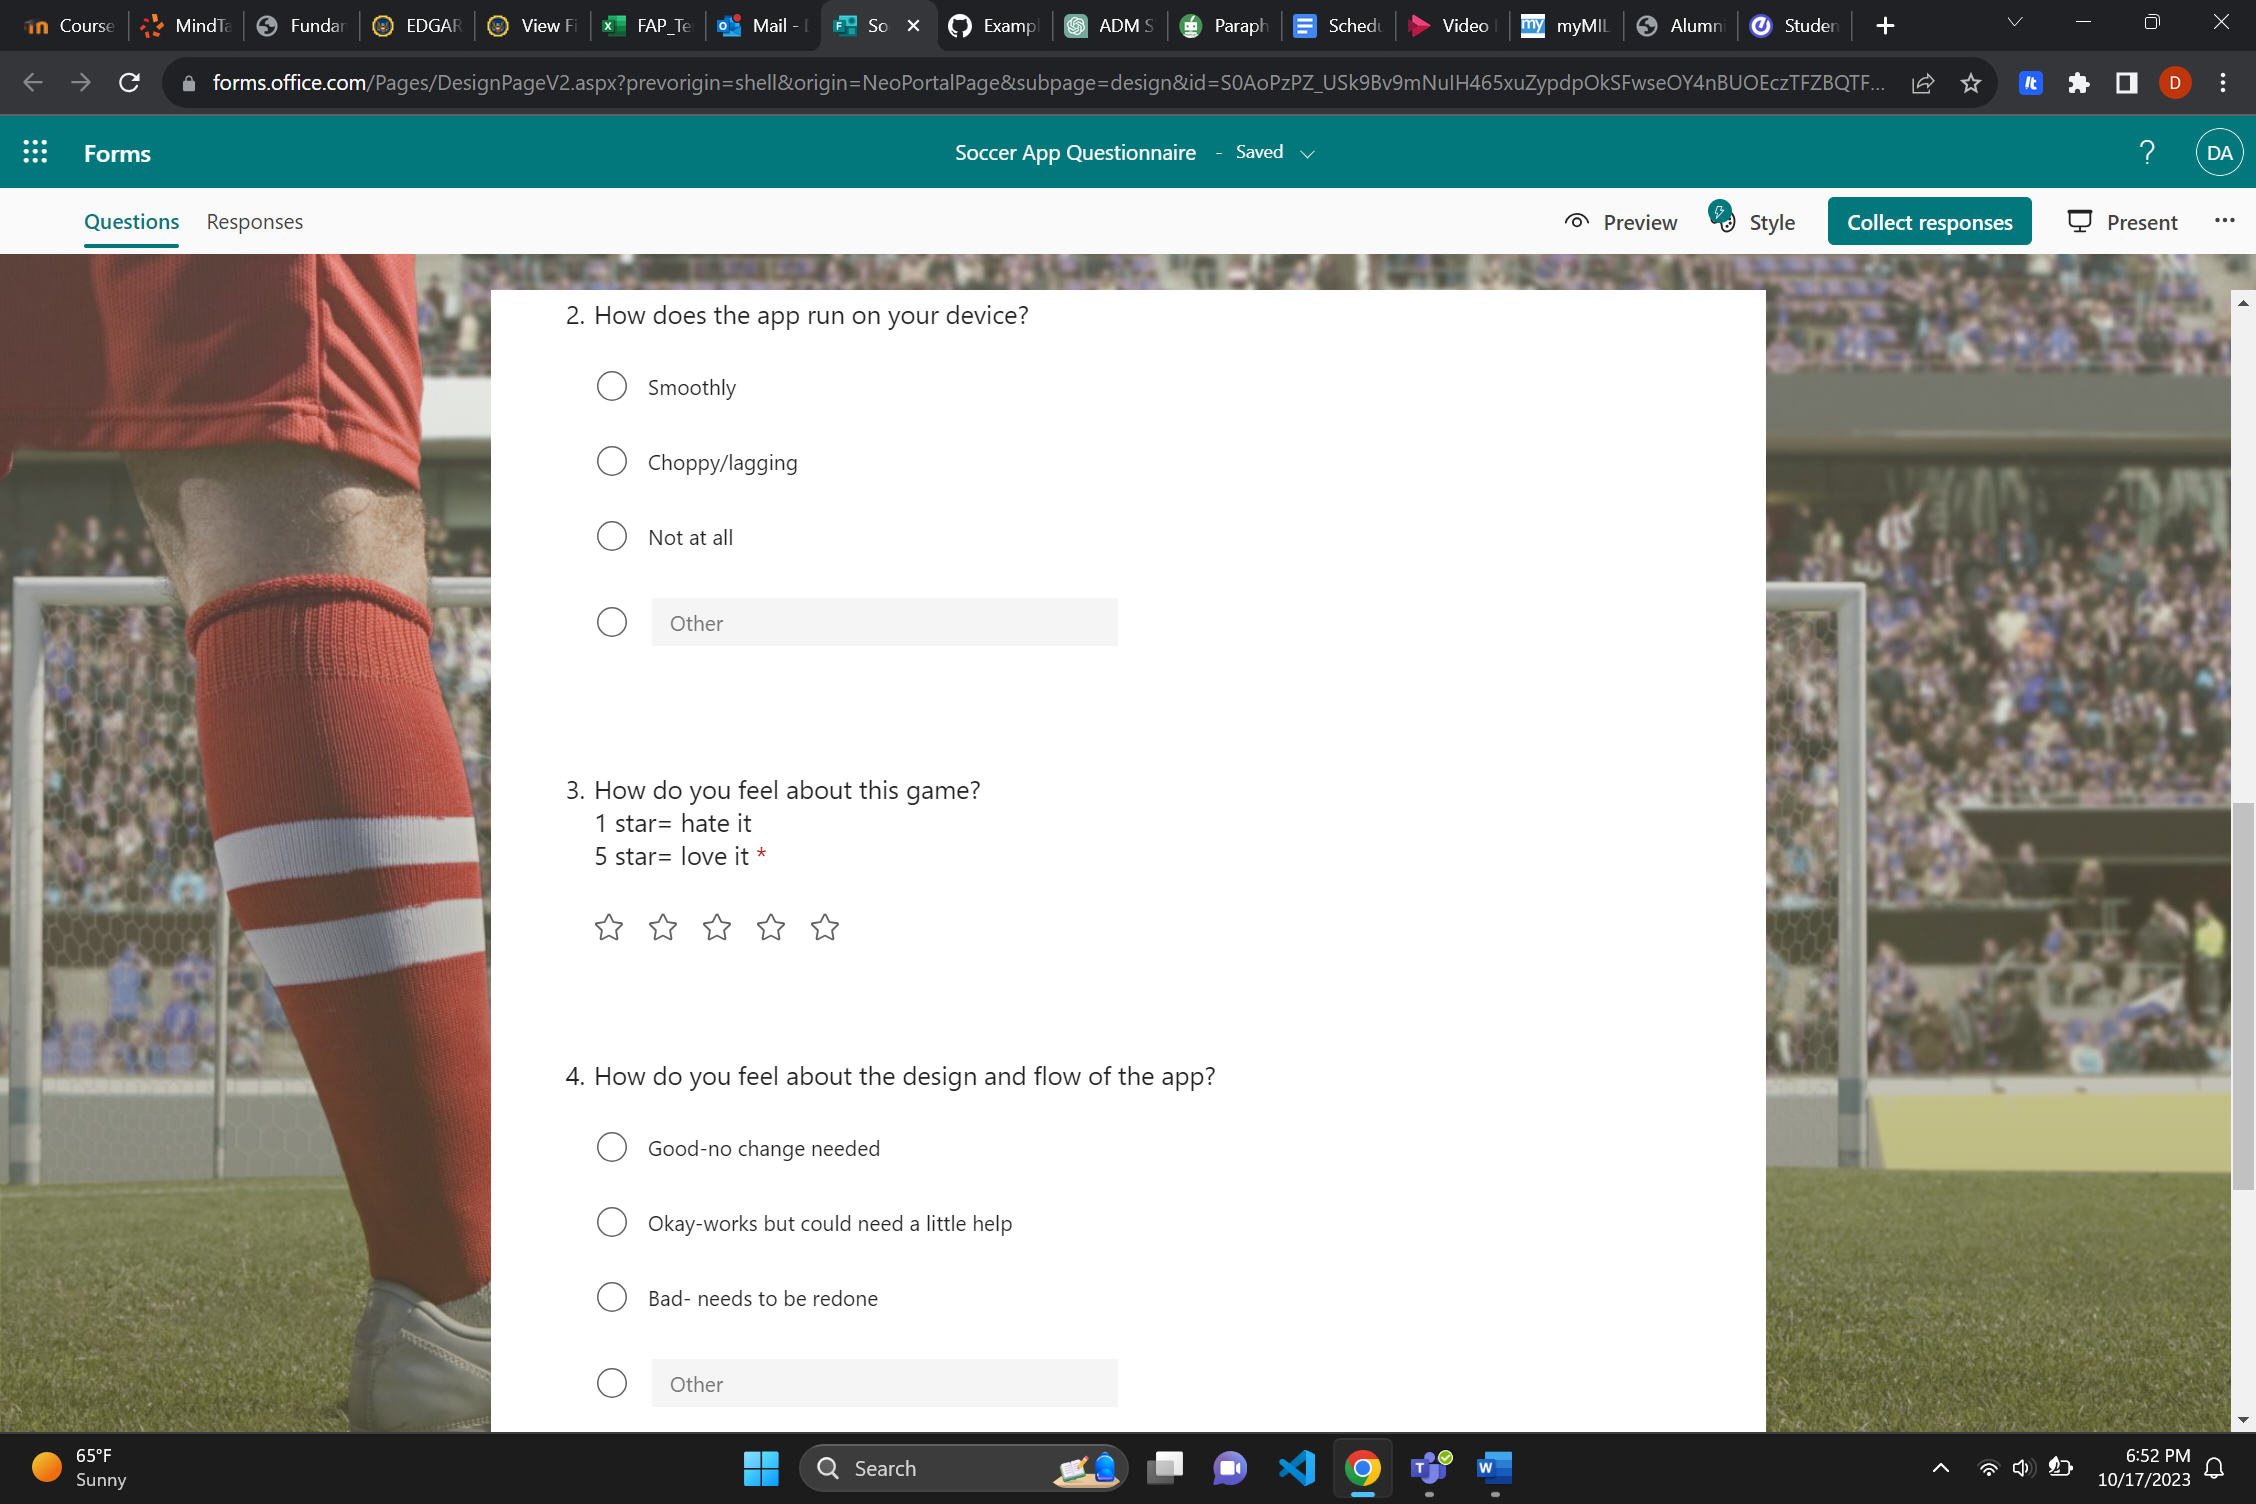 Course
MindTa
Fundar
EDGAR
View Fi
FAP_Te
Mail -
So
Exampl
ADM S
Paraph
Schedu
Video
myMIL
Alumni
Studen
forms.office.com/Pages/DesignPageV2.aspx?prevorigin=shell&origin=NeoPortalPage&subpage=design&id=S0AoPzPZ_USk9Bv9mNulH465xuZypdpOkSFwseOY4nBUOEczTFZBQTF...
D
Forms
Soccer App Questionnaire - Saved
?
DA
Questions
Responses
Preview
Style
Collect responses
Present
2. How does the app run on your device?
Smoothly
Choppy/lagging
Not at all
Other
3. How do you feel about this game?
1 star= hate it
5 star= love it *
4. How do you feel about the design and flow of the app?
Good-no change needed
Okay-works but could need a little help
Bad- needs to be redone
Other
65°F
Sunny
Search
6:52 PM
10/17/2023